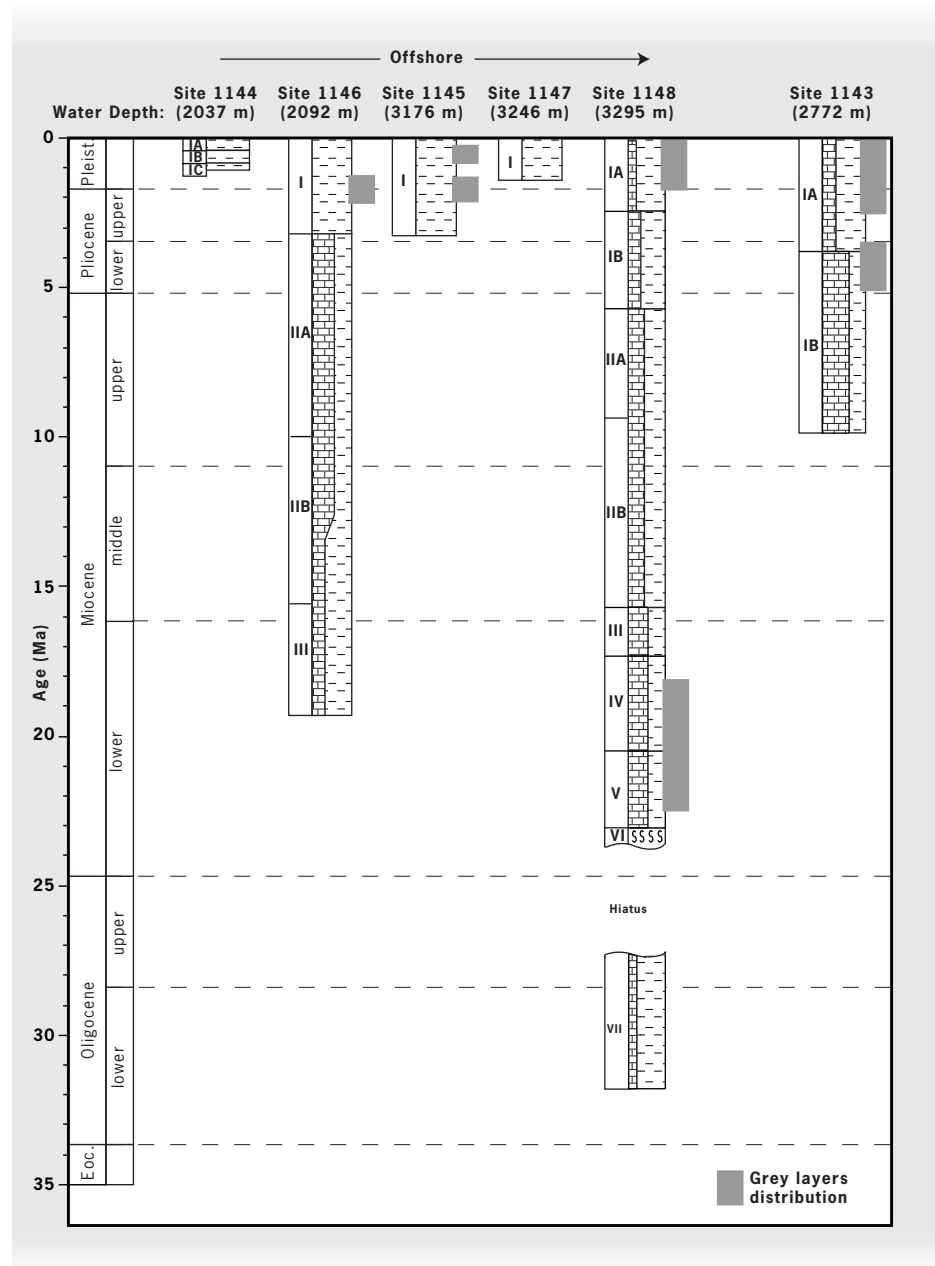 Offshore
Site 1144 Site 1146 Site 1145 Site 1147 Site 1148 Site 1143
Water Depth: (2037 m) (2092 m) (3176 m) (3246 m) (3295 m) (2772 m)
0
5
10
15
20
25
30
35
Age (Ma)
Pleist.
Pliocene
upper
lower
Miocene
upper
middle
lower
Oligocene
upper
lower
Eoc.
IA
IB
IC
I
IIA
IIB
III
I
I
IA
IB
IIA
IIB
III
IV
V
VI
SSSS
Hiatus
VII
IA
IB
Grey layers
distribution